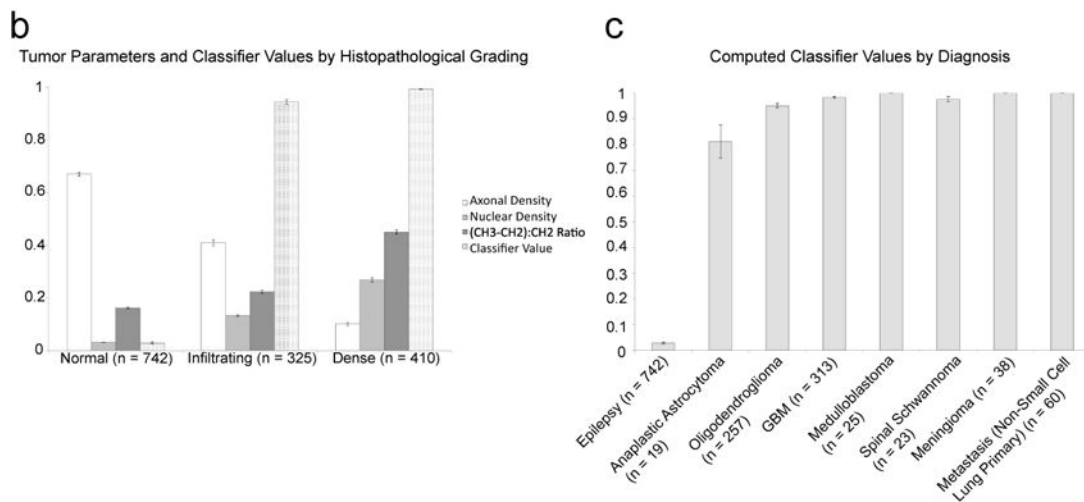 b
Tumor Parameters and Classifier Values by Histopathological Grading
1
0.8
0.6
0.4
0.2
0
Normal (n = 742)
Infiltrating (n = 325)
Dense (n = 410)
Axonal Density
Nuclear Density
(CH3-CH2):CH2 Ratio
Classifier Value
c
Computed Classifier Values by Diagnosis
1
0.9
0.8
0.7
0.6
0.5
0.4
0.3
0.2
0.1
0
Epilepsy (n = 742)
Anaplastic Astrocytoma
(n = 19)
Oligodendroglioma
(n = 257)
GBM (n = 313)
Medulloblastoma
(n = 25)
Spinal Schwannoma
(n = 23)
Meningioma (n = 38)
Metastasis (Non-Small Cell
Lung Primary) (n = 60)